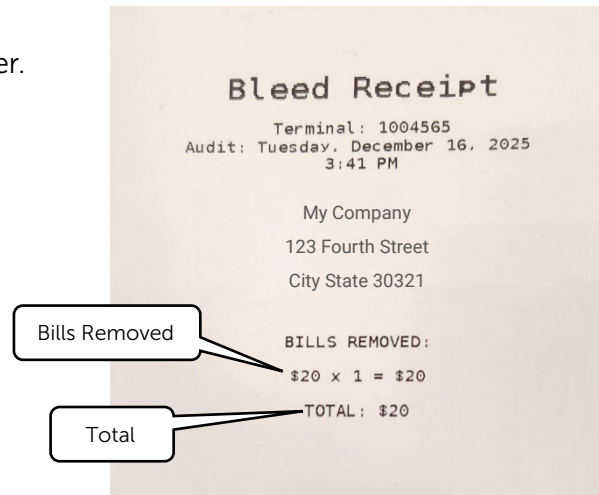 er.
Bleed Receipt
Terminal: 1004565
Audit: Tuesday, December 16, 2025
3:41 PM
My Company
123 Fourth Street
City State 30321
Bills Removed
BILLS REMOVED:
$20 x 1 = $20
TOTAL: $20
Total